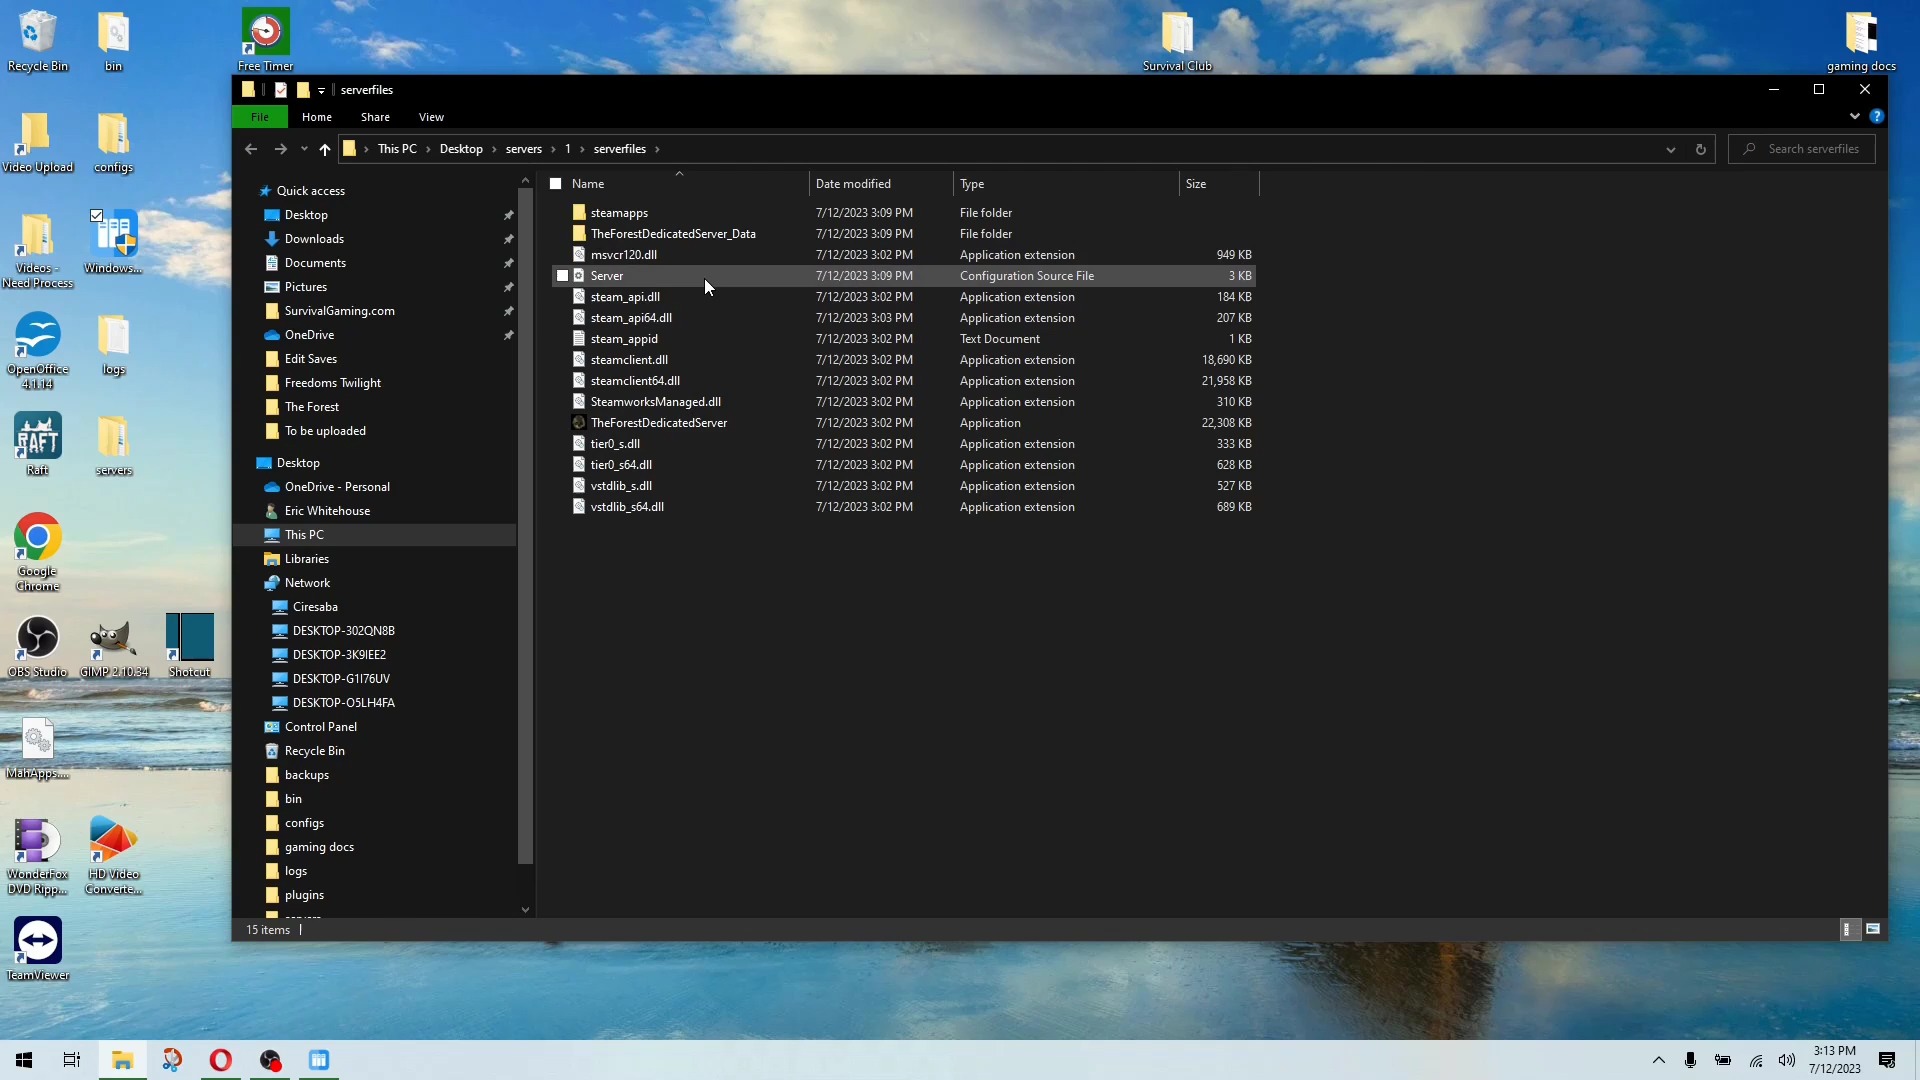 Recycle Bin
bin
Free Timer
Survival Club
gaming docs
Video Upload
configs
Videos -
Need Process
Windows...
OpenOffice
4.1.14
logs
Raft
servers
Google
Chrome
OBS Studio
GIMP 2.10.34
Shotcut
MahApps....
WonderFox
DVD Ripp...
HD Video
Converte...
TeamViewer
RAFT
serverfiles
File
Home
Share
View
This PC
Desktop
servers
1
serverfiles
Search serverfiles
Quick access
Desktop
Downloads
Documents
Pictures
SurvivalGaming.com
OneDrive
Edit Saves
Freedoms Twilight
The Forest
To be uploaded
Desktop
OneDrive - Personal
Eric Whitehouse
This PC
Libraries
Network
Ciresaba
DESKTOP-302QN8B
DESKTOP-3K9IEE2
DESKTOP-G1I76UV
DESKTOP-O5LH4FA
Control Panel
Recycle Bin
backups
bin
configs
gaming docs
logs
plugins
Name Date modified Type Size
steamapps 7/12/2023 3:09 PM File folder
TheForestDedicatedServer_Data 7/12/2023 3:09 PM File folder
msvcr120.dll 7/12/2023 3:02 PM Application extension 949 KB
Server 7/12/2023 3:09 PM Configuration Source File 3 KB
steam_api.dll 7/12/2023 3:02 PM Application extension 184 KB
steam_api64.dll 7/12/2023 3:03 PM Application extension 207 KB
steam_appid 7/12/2023 3:02 PM Text Document 1 KB
steamclient.dll 7/12/2023 3:02 PM Application extension 18,690 KB
steamclient64.dll 7/12/2023 3:02 PM Application extension 21,958 KB
SteamworksManaged.dll 7/12/2023 3:02 PM Application extension 310 KB
TheForestDedicatedServer 7/12/2023 3:02 PM Application 22,308 KB
tier0_s.dll 7/12/2023 3:02 PM Application extension 333 KB
tier0_s64.dll 7/12/2023 3:02 PM Application extension 628 KB
vstdlib_s.dll 7/12/2023 3:02 PM Application extension 527 KB
vstdlib_s64.dll 7/12/2023 3:02 PM Application extension 689 KB
15 items
3:13 PM
7/12/2023